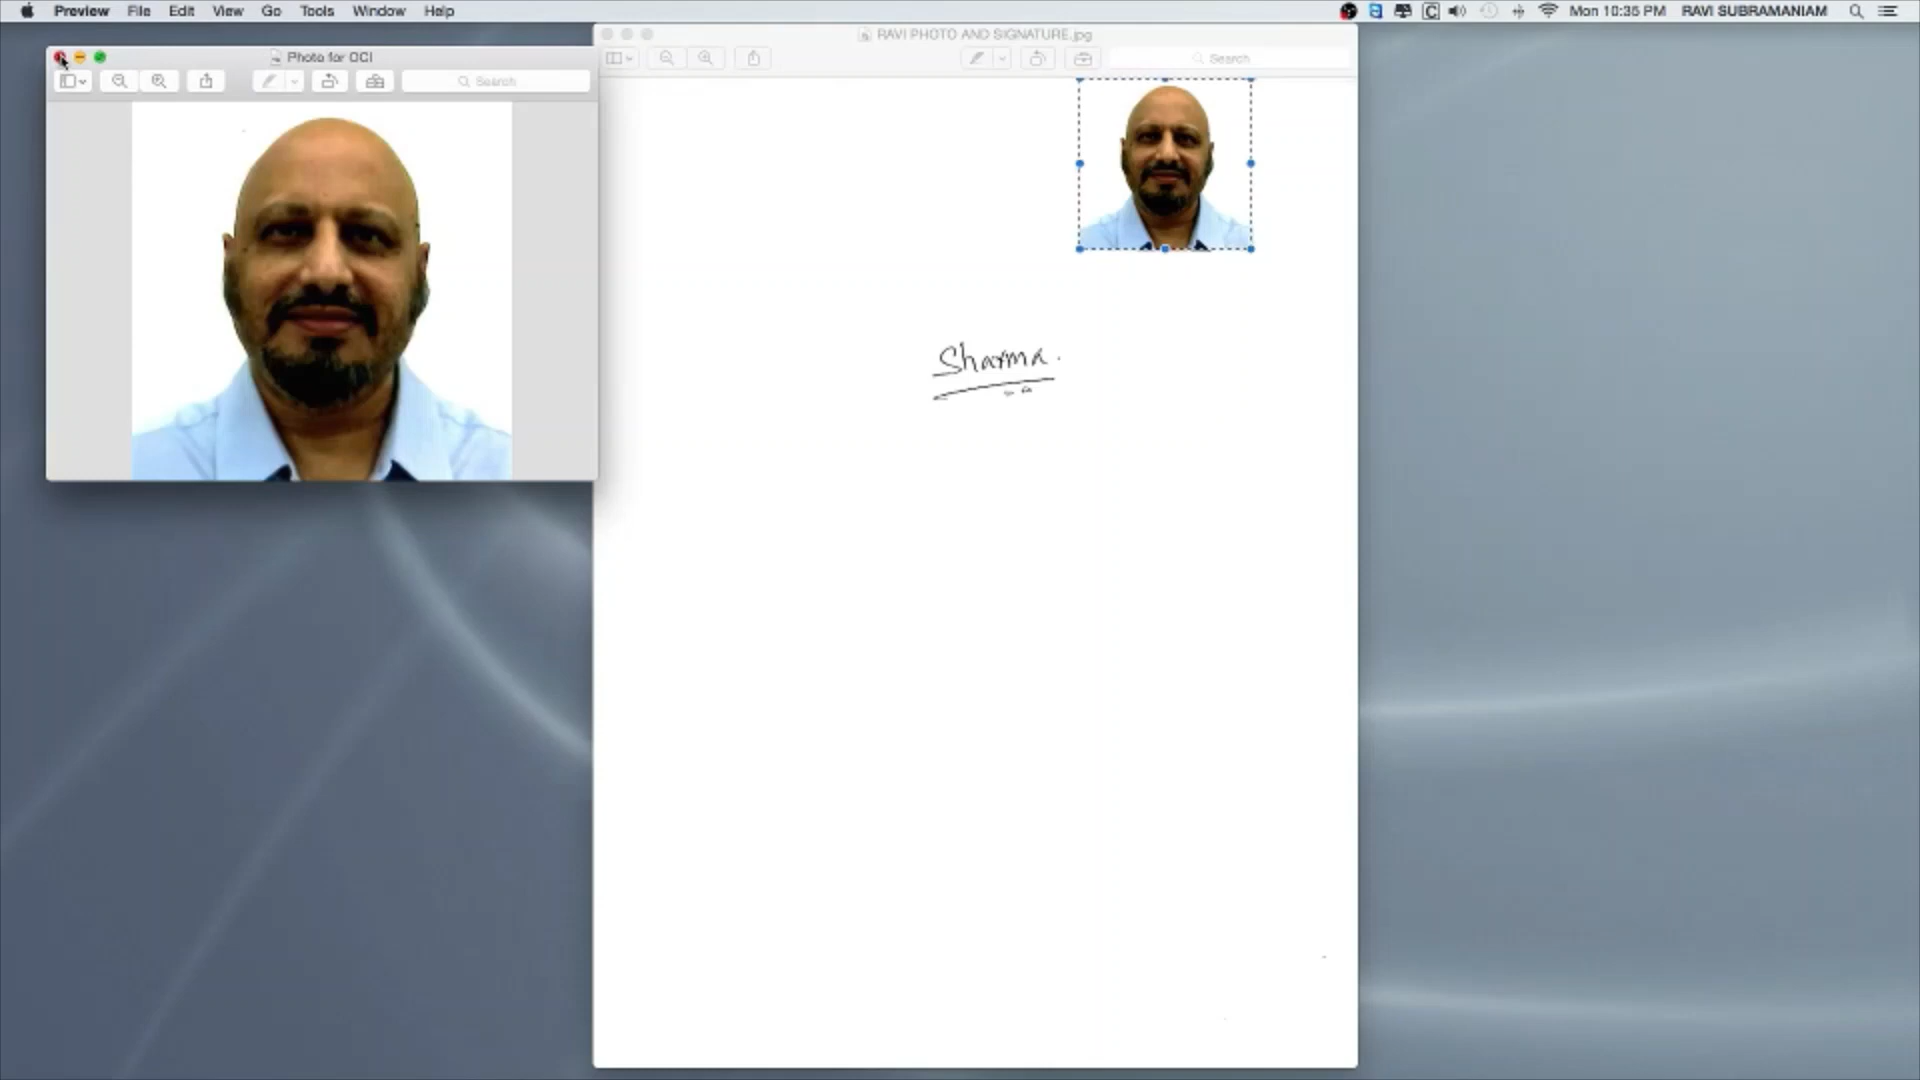 Preview File Edit View Go Tools Window Help
Mon 10:35 PM RAVI SUBRAMANIAM
Photo for OCI
Search
RAVI PHOTO AND SIGNATURE.jpg
Search
Sharma.